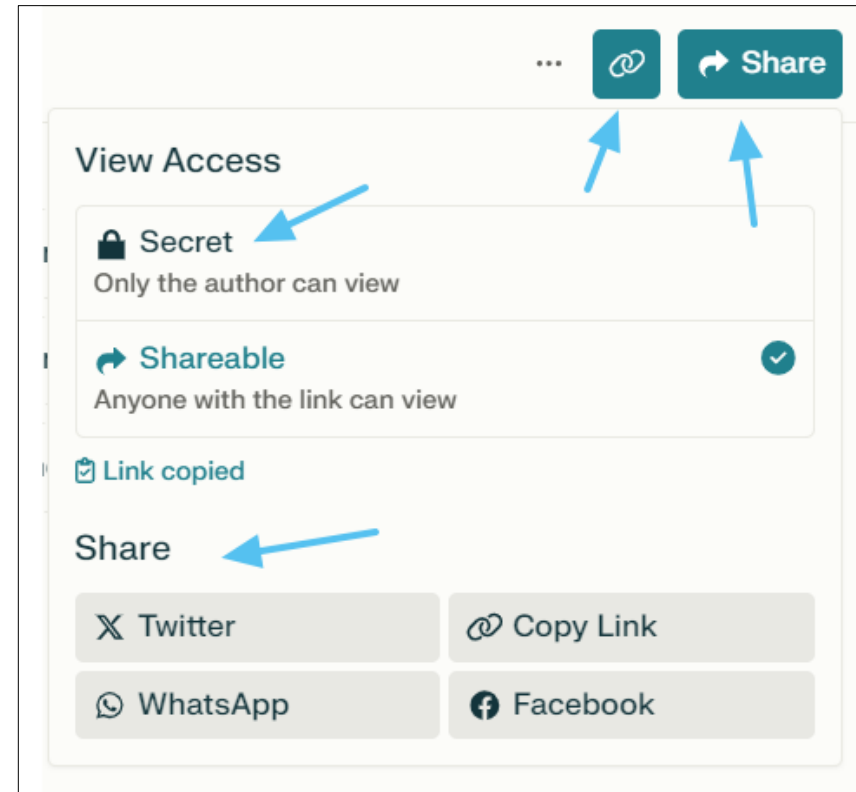 Share
View Access
Secret
Only the author can view
Shareable
Anyone with the link can view
Link copied
Share
Twitter
Copy Link
WhatsApp
Facebook